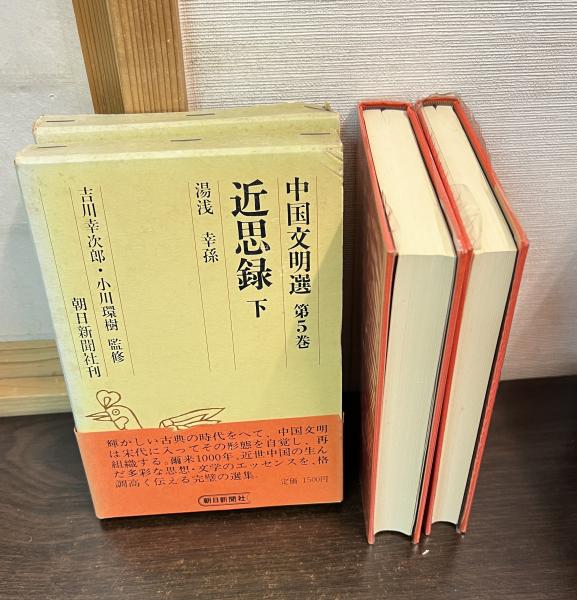 中国文明選 第5巻
近思録 下
湯浅 幸孫
吉川幸次郎・小川環樹 監修
朝日新聞社刊
輝かしい古典の時代をへて、中国文明
は宋代に入ってその形態を自覚し、再
組織する。爾来1000年、近世中国の生ん
だ多彩な思想・文学のエッセンスを、格
調高く伝える完璧の選集。
定価 1500円
朝日新聞社